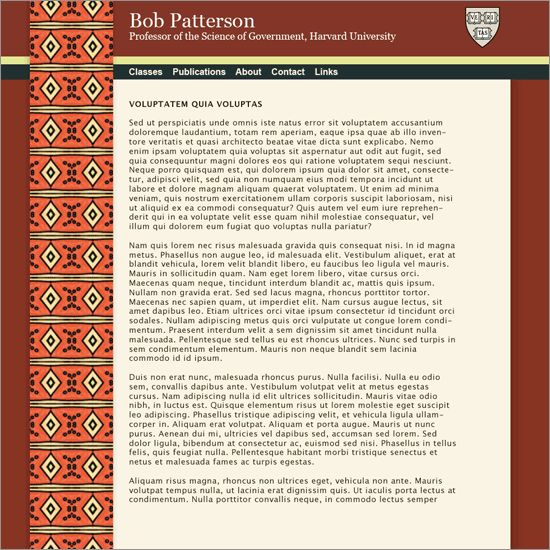 Bob Patterson
Professor of the Science of Government, Harvard University
VE RI
TAS
Classes Publications About Contact Links
VOLUPTATEM QUIA VOLUPTAS
Sed ut perspiciatis unde omnis iste natus error sit voluptatem accusantium
doloremque laudantium, totam rem aperiam, eaque ipsa quae ab illo inven-
tore veritatis et quasi architecto beatae vitae dicta sunt explicabo. Nemo
enim ipsam voluptatem quia voluptas sit aspernatur aut odit aut fugit, sed
quia consequuntur magni dolores eos qui ratione voluptatem sequi nesciunt.
Neque porro quisquam est, qui dolorem ipsum quia dolor sit amet, consecte-
tur, adipisci velit, sed quia non numquam eius modi tempora incidunt ut
labore et dolore magnam aliquam quaerat voluptatem. Ut enim ad minima
veniam, quis nostrum exercitationem ullam corporis suscipit laboriosam, nisi
ut aliquid ex ea commodi consequatur? Quis autem vel eum iure reprehen-
derit qui in ea voluptate velit esse quam nihil molestiae consequatur, vel
illum qui dolorem eum fugiat quo voluptas nulla pariatur?
Nam quis lorem nec risus malesuada gravida quis consequat nisi. In id magna
metus. Phasellus non augue leo, id malesuada elit. Vestibulum aliquet, erat at
blandit vehicula, lorem velit blandit libero, eu faucibus leo ligula vel mauris.
Mauris in sollicitudin quam. Nam eget lorem libero, vitae cursus orci.
Maecenas quam neque, tincidunt interdum blandit ac, mattis quis ipsum.
Nullam non gravida erat. Sed sed lacus magna, rhoncus porttitor tortor.
Maecenas nec sapien quam, ut imperdiet elit. Nam cursus augue lectus, sit
amet dapibus leo. Etiam ultrices orci vitae ipsum consectetur id tincidunt orci
sodales. Nullam adipiscing metus quis orci vulputate ut congue lorem condi-
mentum. Praesent interdum velit a sem dignissim sit amet tincidunt nulla
malesuada. Pellentesque sed tellus eu est rhoncus ultrices. Nunc sed turpis in
sem condimentum elementum. Mauris non neque blandit sem lacinia
commodo id id ipsum.
Duis non erat nunc, malesuada rhoncus purus. Nulla facilisi. Nulla eu odio
sem, convallis dapibus ante. Vestibulum volutpat velit at metus egestas
cursus. Nam adipiscing nulla id elit ultrices sollicitudin. Mauris vitae odio
nibh, in luctus est. Quisque elementum risus ut lorem molestie eget suscipit
leo adipiscing. Phasellus tristique adipiscing velit, et vehicula ligula ullam-
corper in. Aliquam erat volutpat. Aliquam et porta augue. Mauris ut nunc
purus. Aenean dui mi, ultricies vel dapibus sed, accumsan sed lorem. Sed
dolor ligula, bibendum at consectetur ac, euismod sed nisi. Phasellus in tellus
felis, quis feugiat nulla. Pellentesque habitant morbi tristique senectus et
netus et malesuada fames ac turpis egestas.
Aliquam risus magna, rhoncus non ultrices eget, vehicula non ante. Mauris
volutpat tempus nulla, ut lacinia erat dignissim quis. Ut iaculis porta lectus at
condimentum. Nulla porttitor convallis neque, in commodo lectus semper